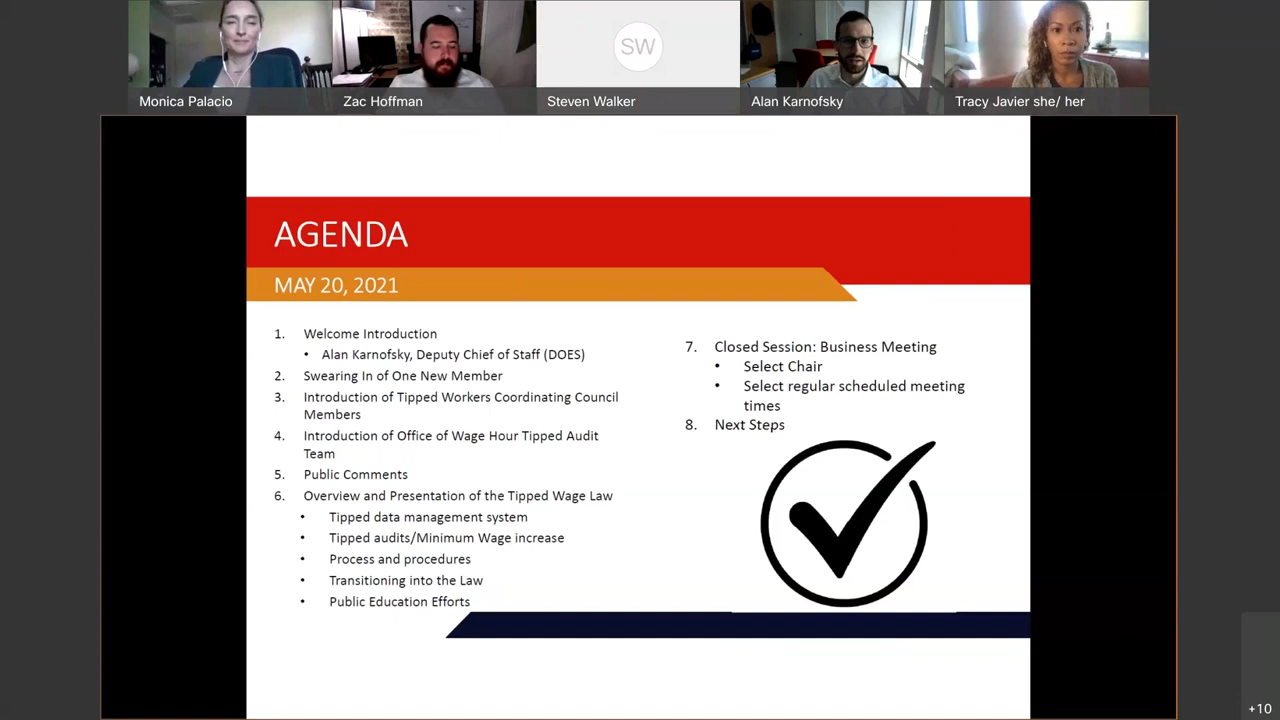 SW
Monica Palacio
Zac Hoffman
Steven Walker
Alan Karnofsky
Tracy Javier she/ her
AGENDA
MAY 20, 2021
1. Welcome Introduction
• Alan Karnofsky, Deputy Chief of Staff (DOES)
2. Swearing In of One New Member
3. Introduction of Tipped Workers Coordinating Council
Members
4. Introduction of Office of Wage Hour Tipped Audit
Team
5. Public Comments
6. Overview and Presentation of the Tipped Wage Law
• Tipped data management system
• Tipped audits/Minimum Wage increase
• Process and procedures
• Transitioning into the Law
• Public Education Efforts
7. Closed Session: Business Meeting
• Select Chair
• Select regular scheduled meeting
times
8. Next Steps
+10